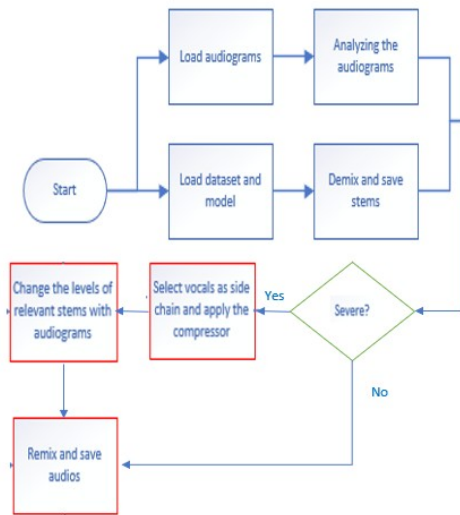 Load audiograms
Analyzing the
audiograms
Start
Load dataset and
model
Demix and save
stems
Change the levels of
relevant stems with
audiograms
Select vocals as side
chain and apply the
compressor
Yes
Severe?
No
Remix and save
audios